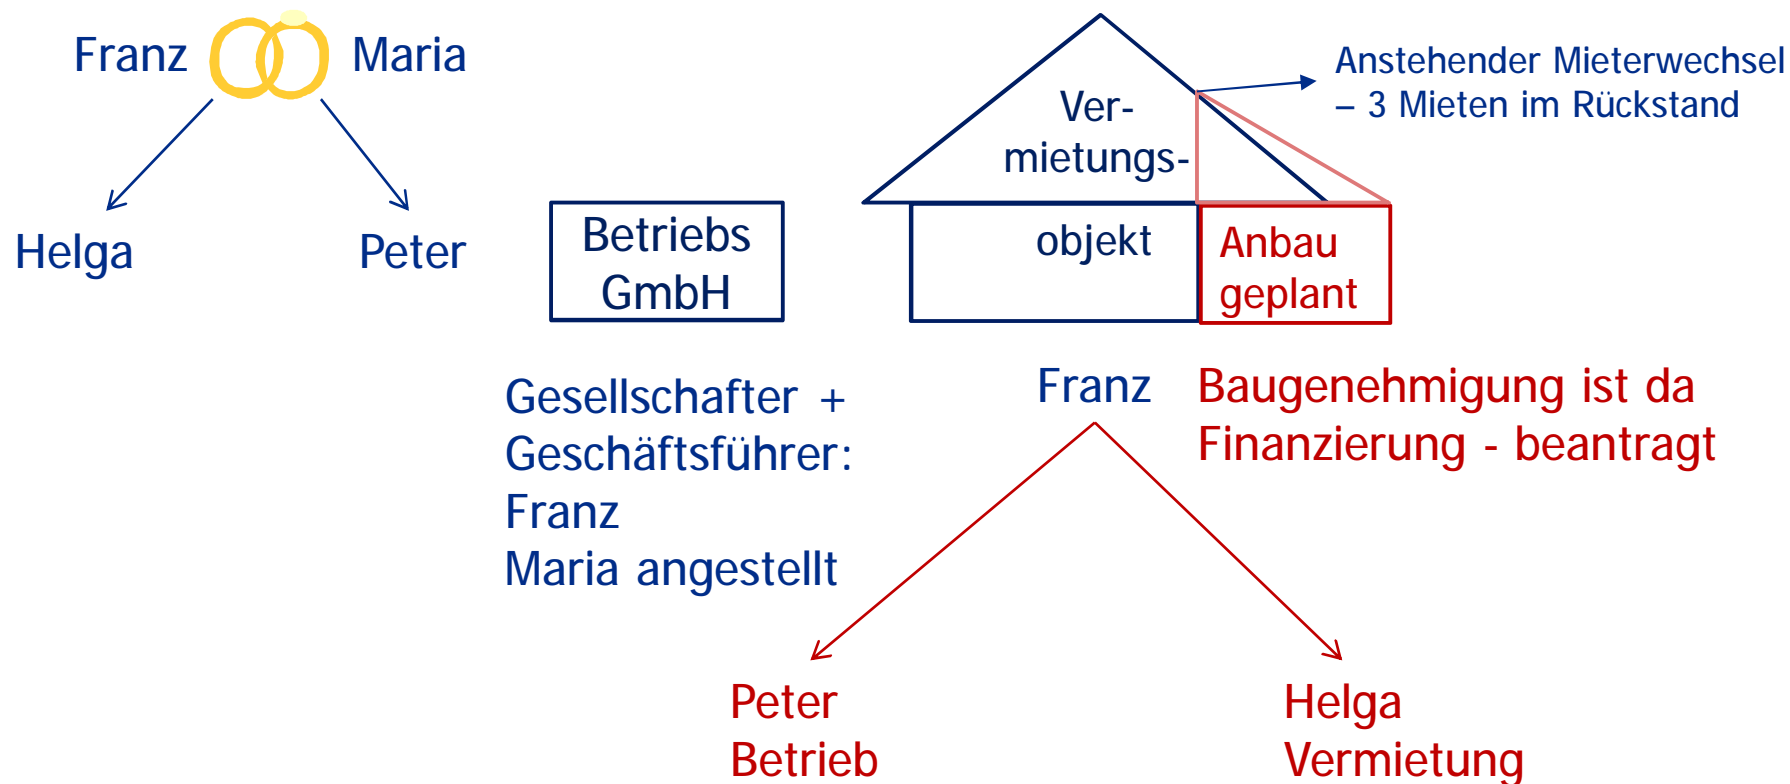 Franz
Maria
Helga
Peter
Betriebs
GmbH
Gesellschafter +
Geschäftsführer:
Franz
Maria angestellt
Ver-
mietungs-
objekt
Anbau
geplant
Anstehender Mieterwechsel
– 3 Mieten im Rückstand
Franz
Baugenehmigung ist da
Finanzierung - beantragt
Peter
Betrieb
Helga
Vermietung